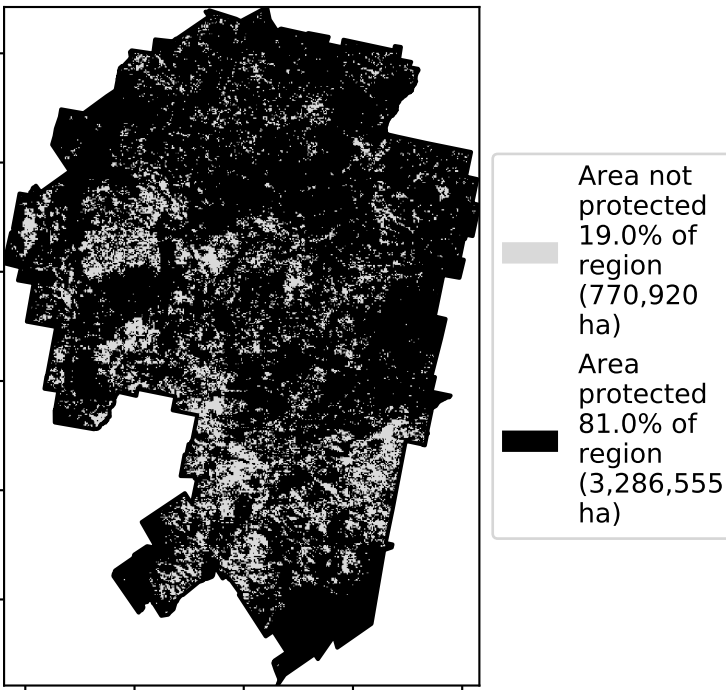 Area not
protected
19.0% of
region
(770,920
ha)
Area
protected
81.0% of
region
(3,286,555
ha)